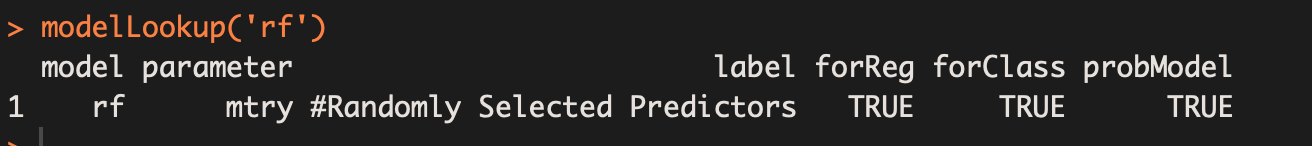 > modelLookup('rf')
  model parameter                         label forReg forClass probModel
1    rf      mtry #Randomly Selected Predictors   TRUE     TRUE      TRUE
>